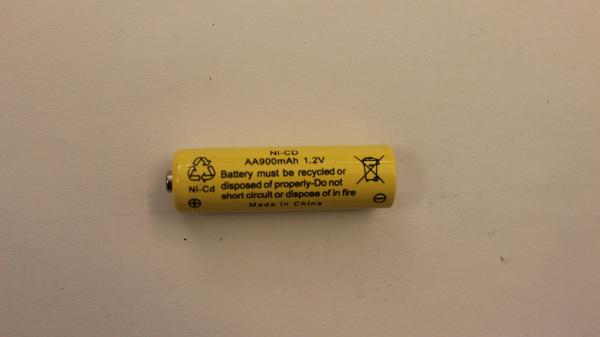 NI-CD
AA900mAh 1.2V
Battery must be recycled or
disposed of properly-Do not
short circuit or dispose of in fire
Made in China
Ni-Cd